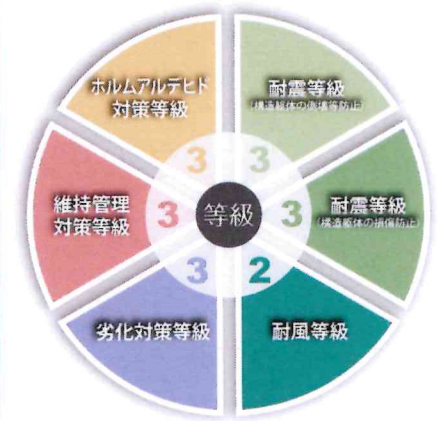 ホルムアルデヒド
対策等級
3
耐震等級
(構造躯体の倒壊等防止)
3
維持管理
対策等級
3
等級
3
耐震等級
(構造躯体の損傷防止)
3
劣化対策等級
2
耐風等級